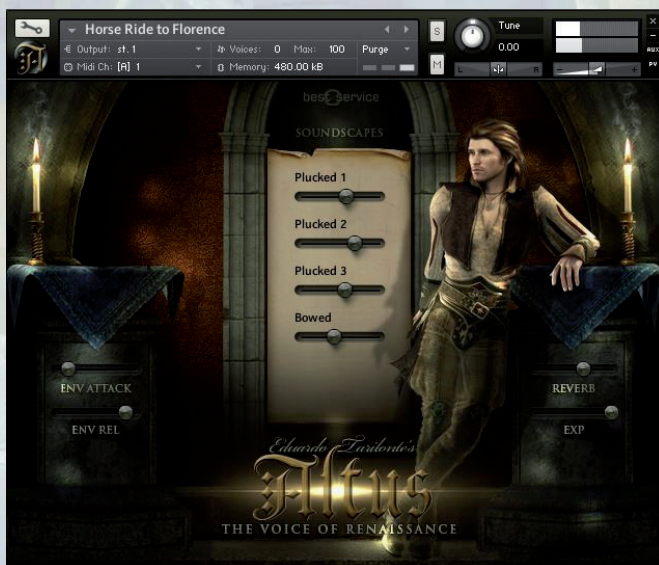 Horse Ride to Florence
Output: st.1
Voices: 0 Max: 100 Purge
Midi Ch: [A] 1
Memory: 480.00 kB
S
M
Tune
0.00
L R
- +
×
-
AUX
PV
best service
SOUNDSCAPES
Plucked 1
Plucked 2
Plucked 3
Bowed
ENV ATTACK
ENV REL
REVERB
EXP
Eduardo Tarilonte's
Altus
THE VOICE OF RENAISSANCE